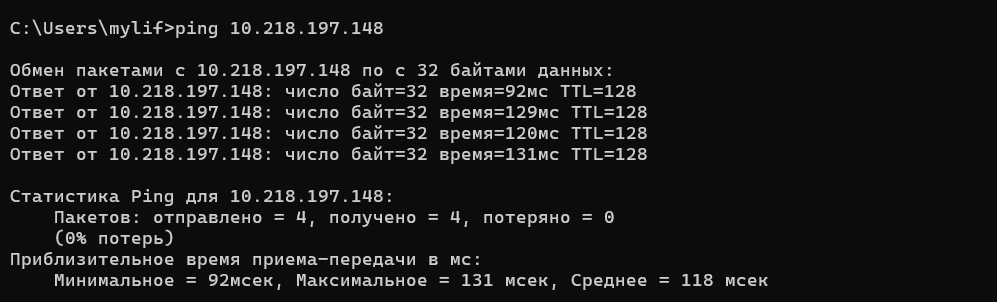 C:\Users\mylif>ping 10.218.197.148
Обмен пакетами с 10.218.197.148 по с 32 байтами данных:
Ответ от 10.218.197.148: число байт=32 время=92мс TTL=128
Ответ от 10.218.197.148: число байт=32 время=129мс TTL=128
Ответ от 10.218.197.148: число байт=32 время=120мс TTL=128
Ответ от 10.218.197.148: число байт=32 время=131мс TTL=128
Статистика Ping для 10.218.197.148:
    Пакетов: отправлено = 4, получено = 4, потеряно = 0
    (0% потерь)
Приблизительное время приема-передачи в мс:
    Минимальное = 92мсек, Максимальное = 131 мсек, Среднее = 118 мсек